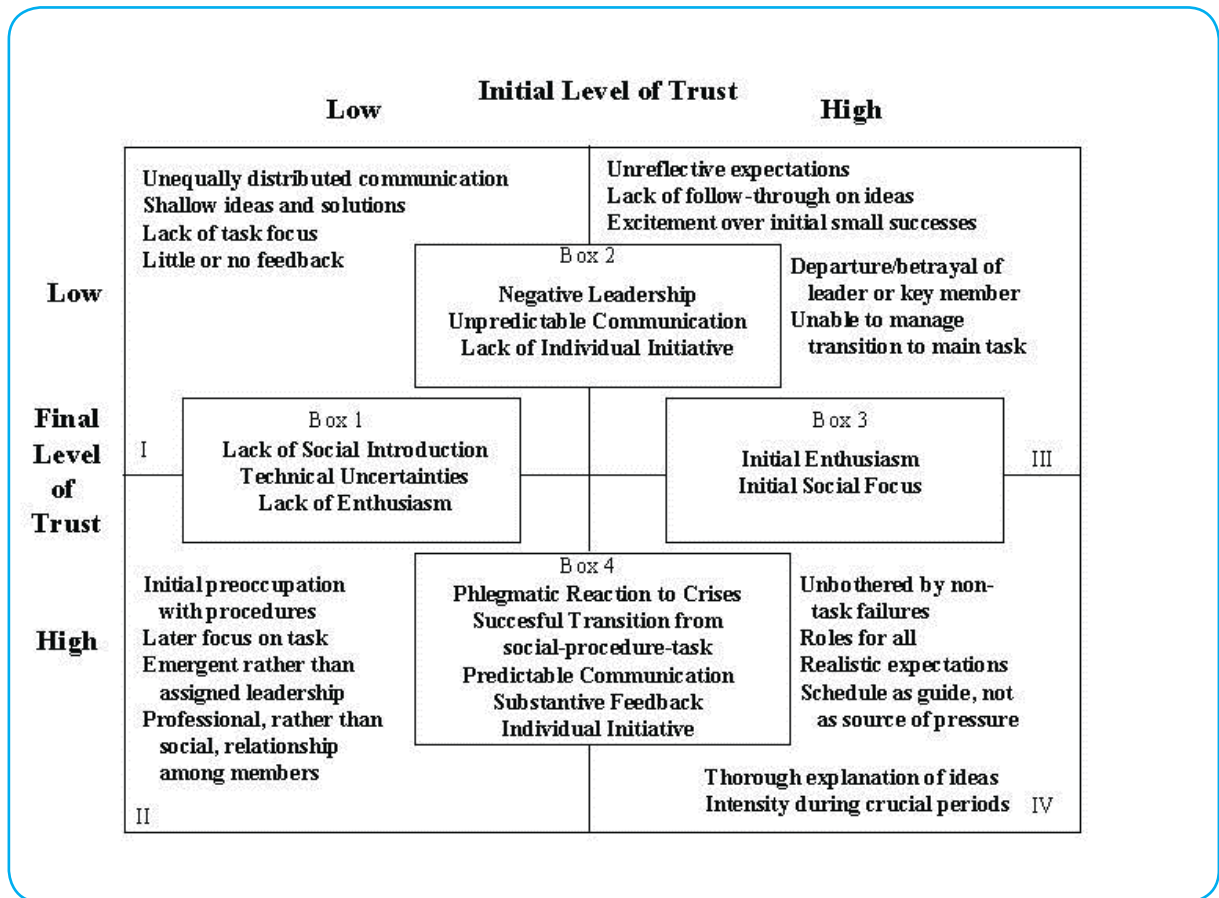 Initial Level of Trust
Low
High
Unequally distributed communication
Shallow ideas and solutions
Lack of task focus
Little or no feedback
Unreflective expectations
Lack of follow-through on ideas
Excitement over initial small successes
Departure/betrayal of
leader or key member
Unable to manage
transition to main task
Box 2
Negative Leadership
Unpredictable Communication
Lack of Individual Initiative
Low
Final
Level
of
Trust
I
Box 1
Lack of Social Introduction
Technical Uncertainties
Lack of Enthusiasm
Box 3
Initial Enthusiasm
Initial Social Focus
III
High
Initial preoccupation
with procedures
Later focus on task
Emergent rather than
assigned leadership
Professional, rather than
social, relationship
among members
II
Box 4
Phlegmatic Reaction to Crises
Succesful Transition from
social-procedure-task
Predictable Communication
Substantive Feedback
Individual Initiative
Unbothered by non-
task failures
Roles for all
Realistic expectations
Schedule as guide, not
as source of pressure
Thorough explanation of ideas
Intensity during crucial periods
IV